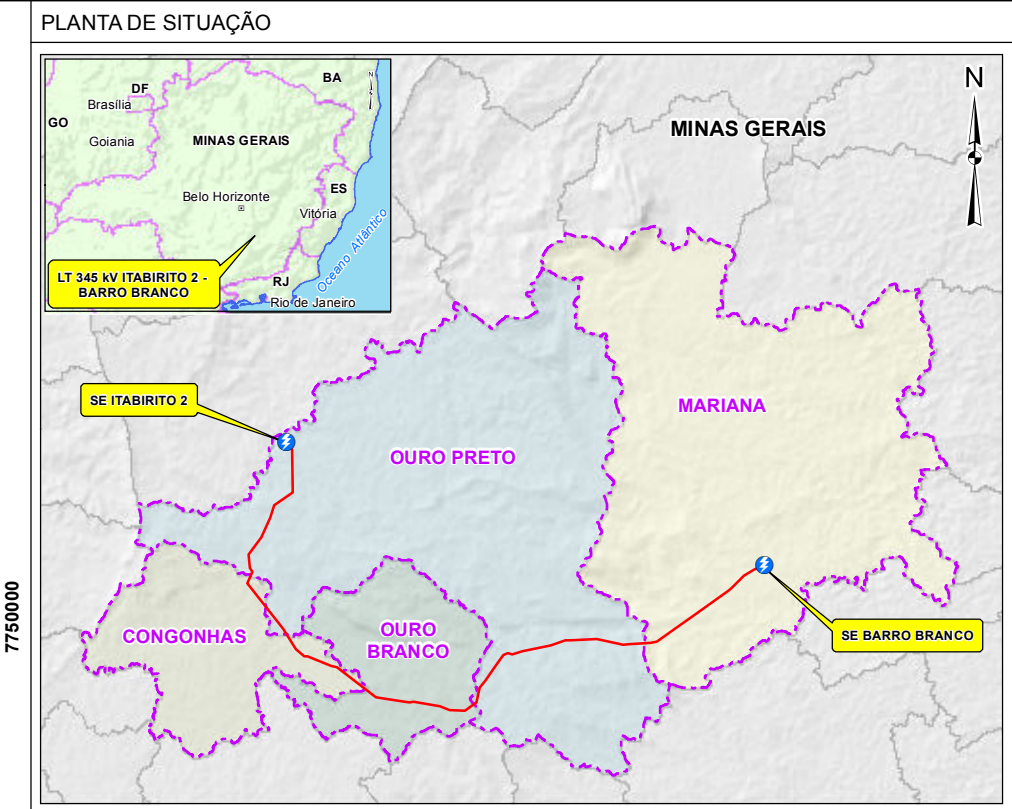 PLANTA DE SITUAÇÃO
DF
BA
N
Brasília
GO
Goiania
MINAS GERAIS
Belo Horizonte
ES
Vitória
Oceano Atlântico
LT 345 kV ITABIRITO 2 -
BARRO BRANCO
RJ
Rio de Janeiro
MINAS GERAIS
N
SE ITABIRITO 2
MARIANA
OURO PRETO
7750000
CONGONHAS
OURO
BRANCO
SE BARRO BRANCO